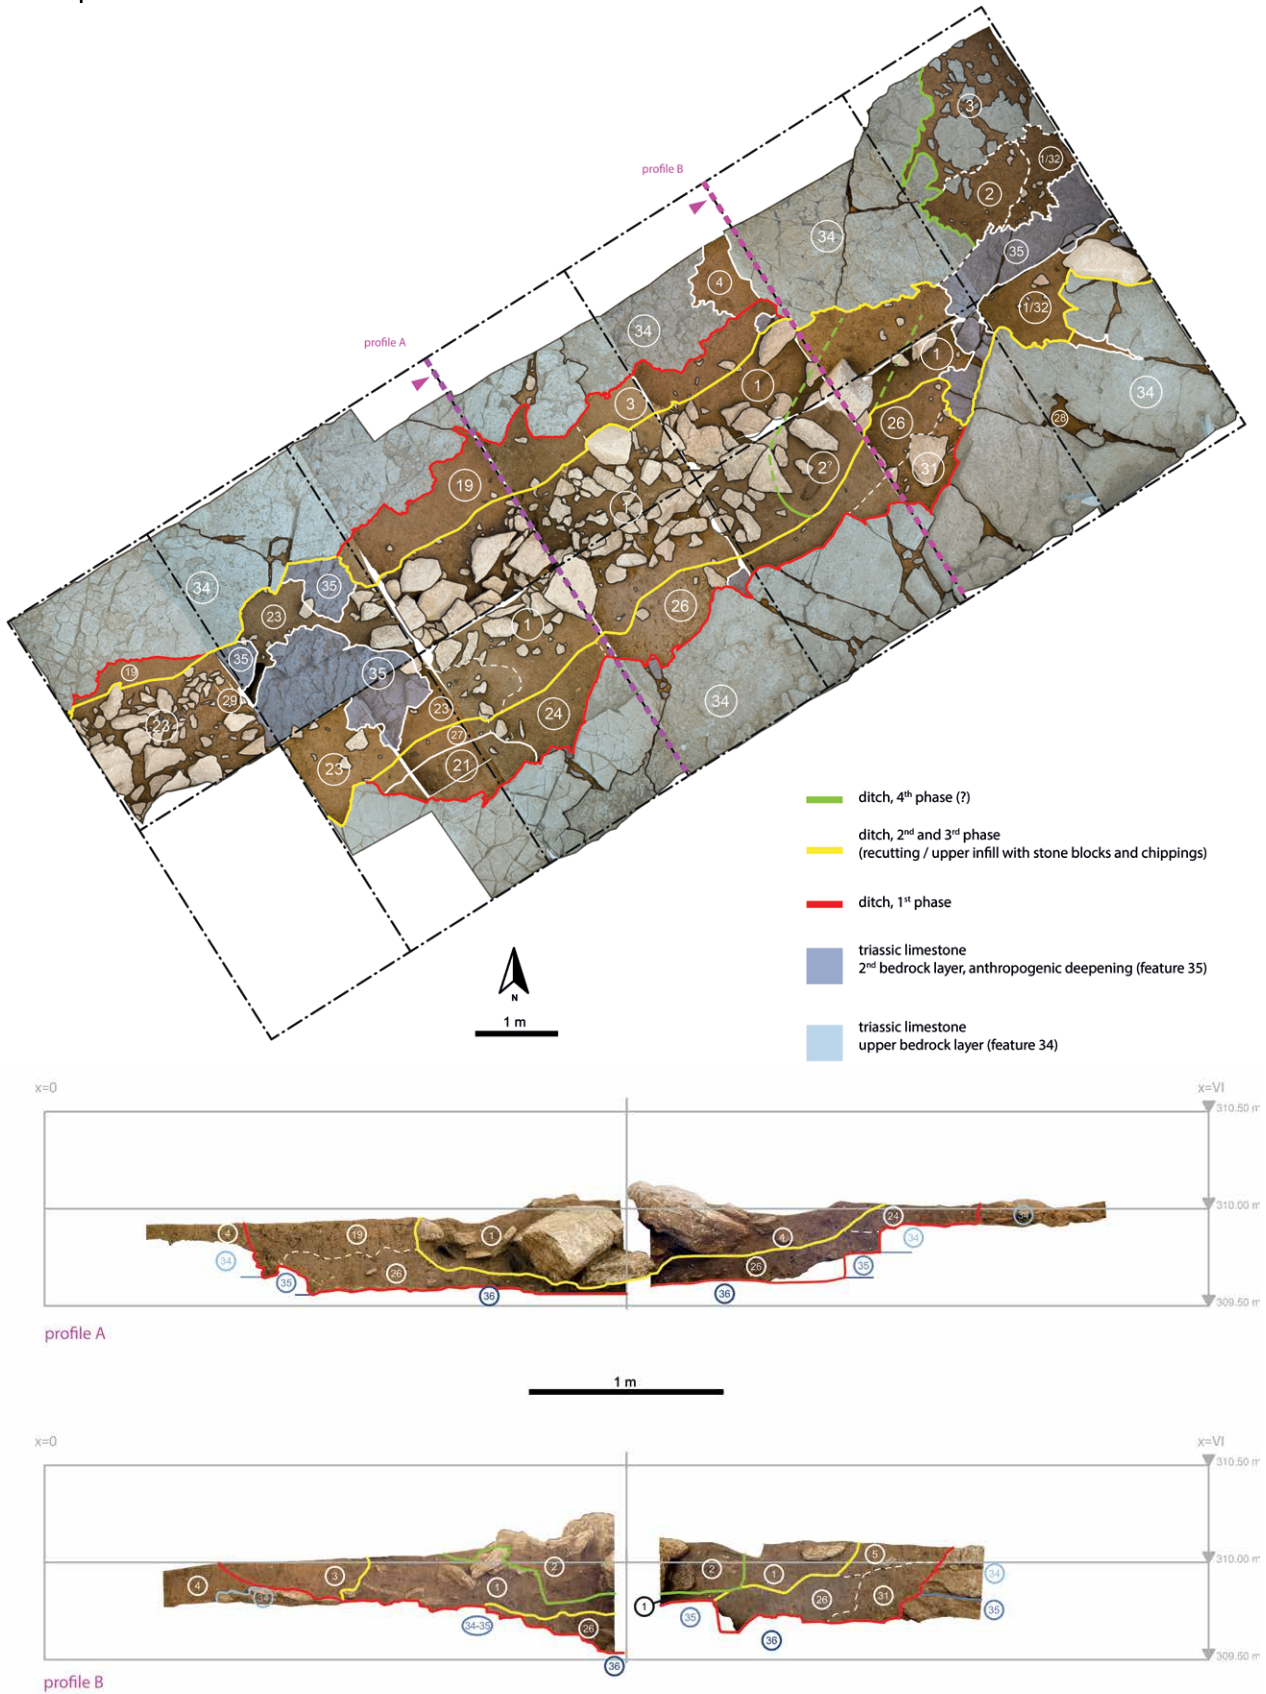 profile B
profile A
3
1/32
2
35
34
4
1/32
34
1
1
34
3
28
26
2?
31
19
1
34
35
26
23
1
35
35
34
19
29
23
24
23
27
21
23
ditch, 4th phase (?)
ditch, 2nd and 3rd phase
(recutting / upper infill with stone blocks and chippings)
ditch, 1st phase
triassic limestone
2nd bedrock layer, anthropogenic deepening (feature 35)
triassic limestone
upper bedrock layer (feature 34)
N
1 m
x=0
x=VI
310.50 m
310.00 m
4
19
1
1
24
34
34
26
26
34
35
35
36
36
309.50 m
profile A
1 m
x=0
x=VI
310.50 m
310.00 m
4
34
3
1
2
2
1
5
34
26
26
31
1
35
35
34-35
36
36
309.50 m
profile B